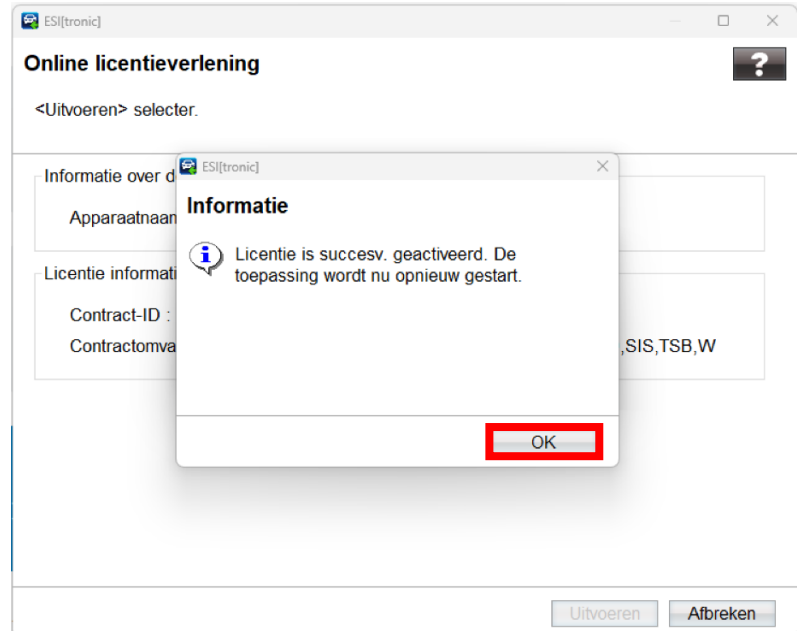 ESI[tronic]
Online licentieverlening
?
<Uitvoeren> selecter.
Informatie over d
ESI[tronic]
Informatie
Apparaatnaam
Licentie is succesv. geactiveerd. De
toepassing wordt nu opnieuw gestart.
Licentie informati
Contract-ID :
Contractomva
,SIS,TSB,W
OK
Uitvoeren
Afbreken